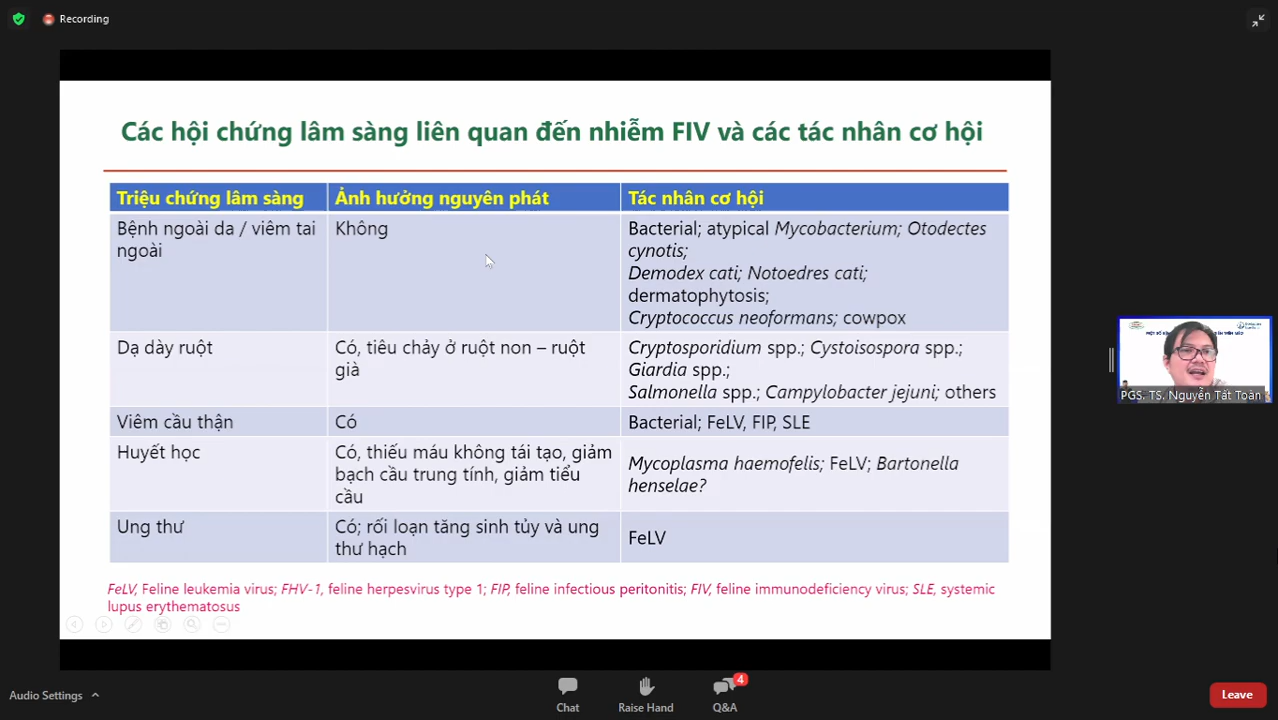 Recording
Các hội chứng lâm sàng liên quan đến nhiễm FIV và các tác nhân cơ hội
Triệu chứng lâm sàng
Ảnh hưởng nguyên phát
Tác nhân cơ hội
Bệnh ngoài da / viêm tai
ngoài
Không
Bacterial; atypical Mycobacterium; Otodectes
cynotis;
Demodex cati; Notoedres cati;
dermatophytosis;
Cryptococcus neoformans; cowpox
Dạ dày ruột
Có, tiêu chảy ở ruột non – ruột
già
Cryptosporidium spp.; Cystoisospora spp.;
Giardia spp.;
Salmonella spp.; Campylobacter jejuni; others
Viêm cầu thận
Có
Bacterial; FeLV, FIP, SLE
Huyết học
Có, thiếu máu không tái tạo, giảm
bạch cầu trung tính, giảm tiểu
cầu
Mycoplasma haemofelis; FeLV; Bartonella
henselae?
Ung thư
Có; rối loạn tăng sinh tủy và ung
thư hạch
FeLV
FeLV, Feline leukemia virus; FHV-1, feline herpesvirus type 1; FIP, feline infectious peritonitis; FIV, feline immunodeficiency virus; SLE, systemic
lupus erythematosus
PGS. TS. Nguyễn Tất Toàn
Audio Settings
Chat
Raise Hand
4
Q&A
Leave